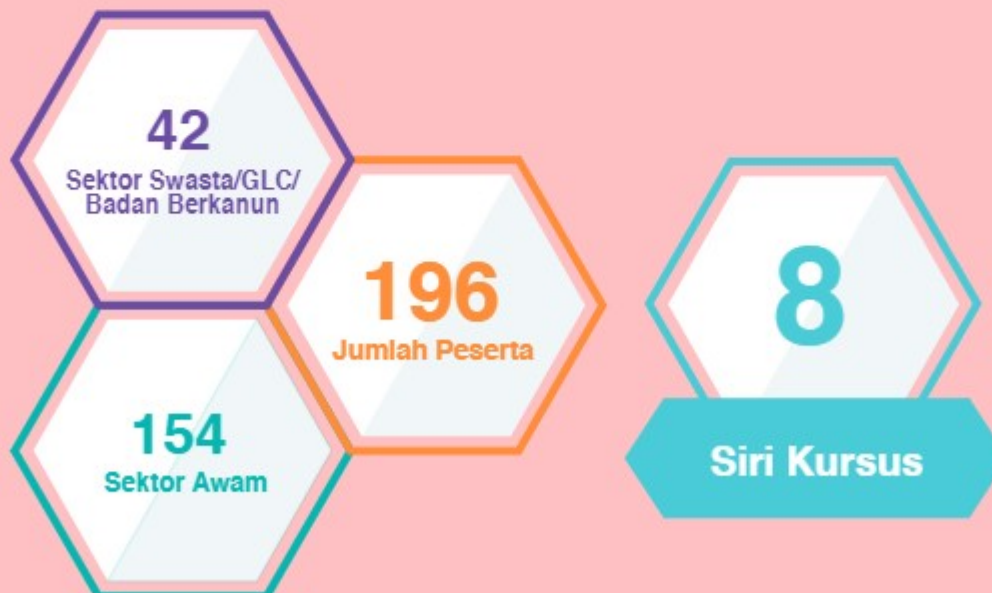 42
Sektor Swasta/GLC/
Badan Berkanun
196
Jumlah Peserta
154
Sektor Awam
8
Siri Kursus